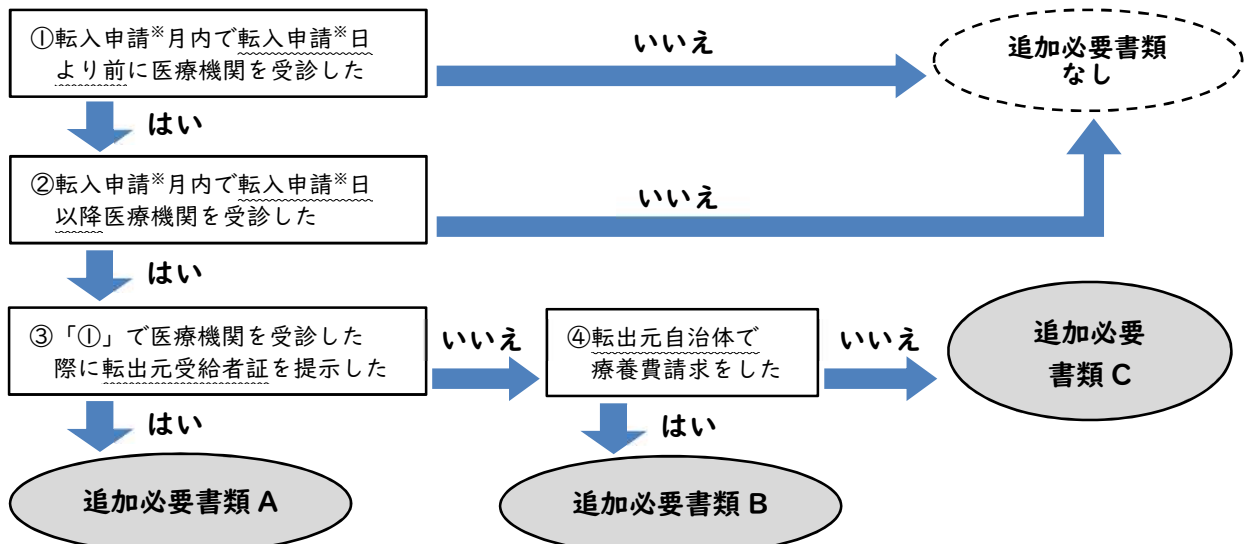 ①転入申請※月内で転入申請※日
より前に医療機関を受診した
いいえ
追加必要書類
なし
はい
②転入申請※月内で転入申請※日
以降医療機関を受診した
いいえ
はい
③「①」で医療機関を受診した
際に転出元受給者証を提示した
いいえ
④転出元自治体で
療養費請求をした
いいえ
追加必要
書類 C
はい
はい
追加必要書類 A
追加必要書類 B